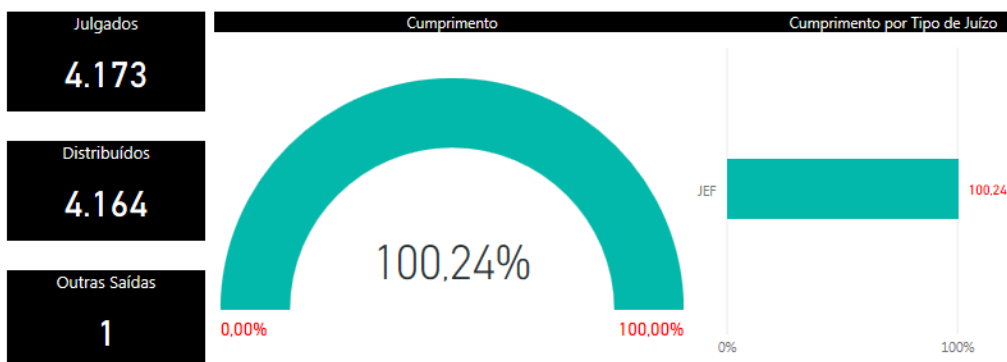 Julgados
4.173
Distribuídos
4.164
Outras Saídas
1
Cumprimento
100,24%
0,00%
100,00%
Cumprimento por Tipo de Juízo
JEF
100,24
0%
100%